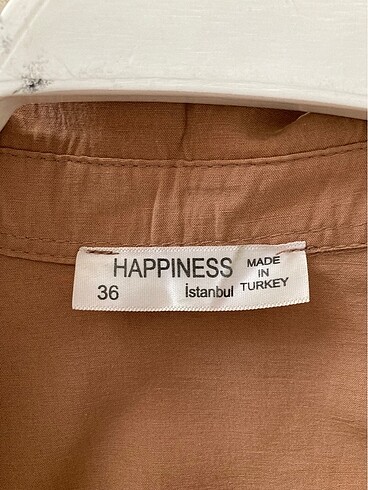 HAPPINESS
36 İstanbul
MADE
IN
TURKEY